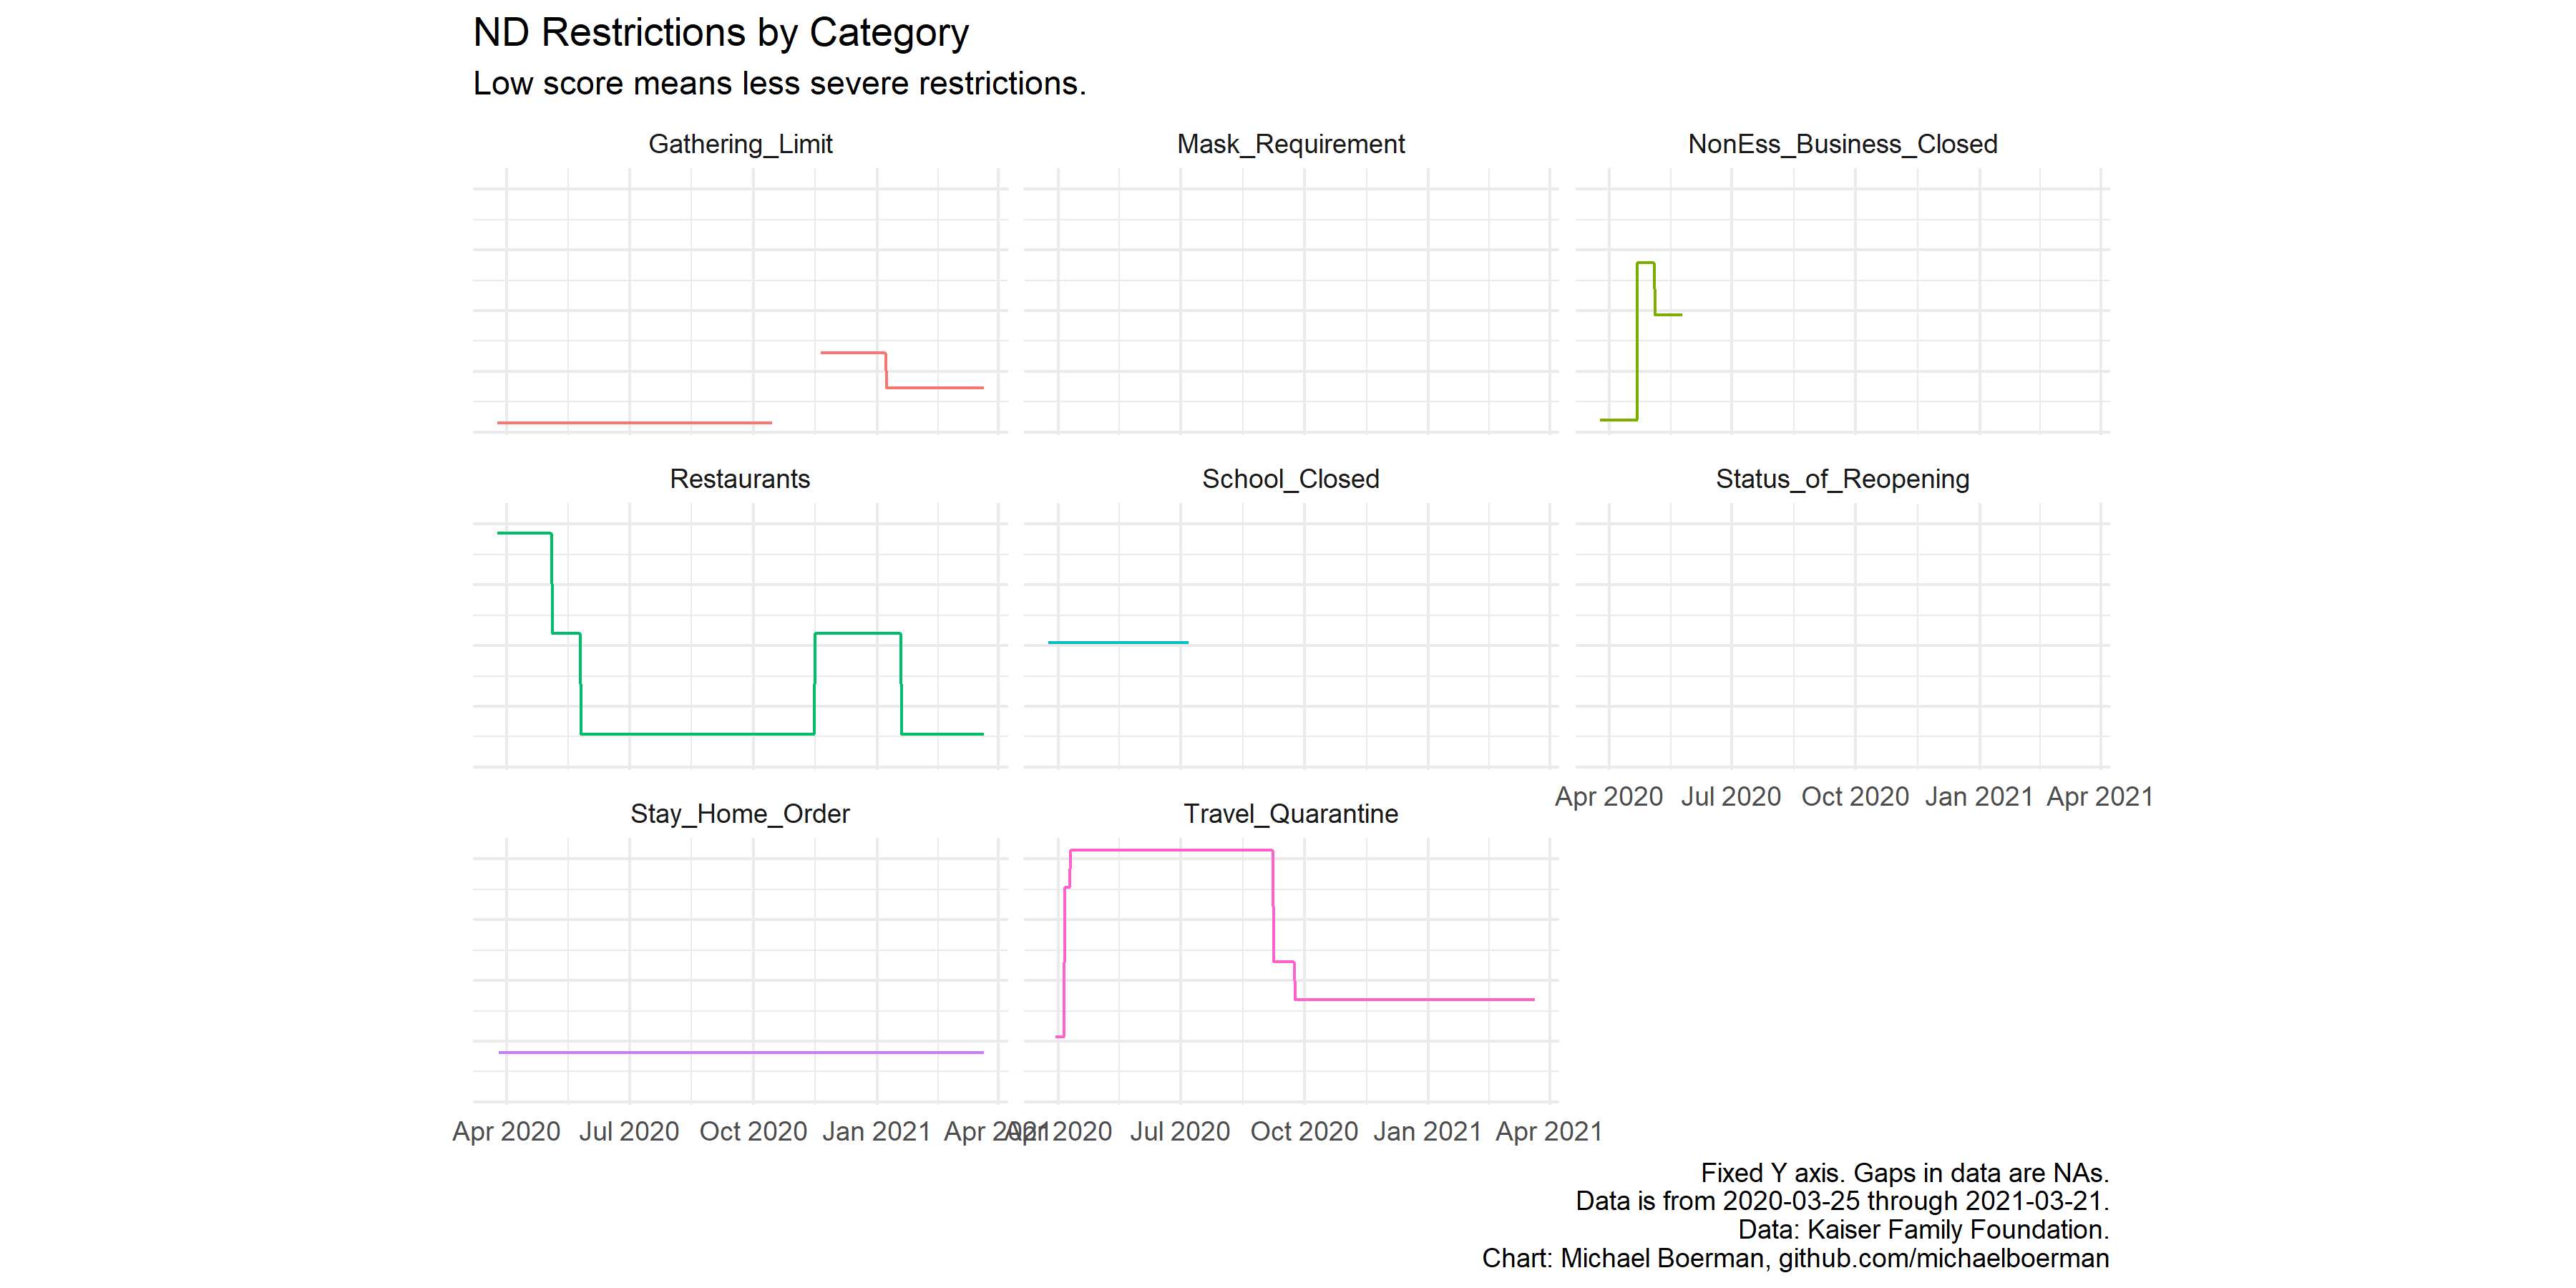 ND Restrictions by Category
Low score means less severe restrictions.
Gathering_Limit
Mask_Requirement
NonEss_Business_Closed
Restaurants
School_Closed
Status_of_Reopening
Apr 2020 Jul 2020 Oct 2020 Jan 2021 Apr 2021
Stay_Home_Order
Travel_Quarantine
Apr 2020 Jul 2020 Oct 2020 Jan 2021 Apr 2021
Apr 2020 Jul 2020 Oct 2020 Jan 2021 Apr 2021
Fixed Y axis. Gaps in data are NAs.
Data is from 2020-03-25 through 2021-03-21.
Data: Kaiser Family Foundation.
Chart: Michael Boerman, github.com/michaelboerman